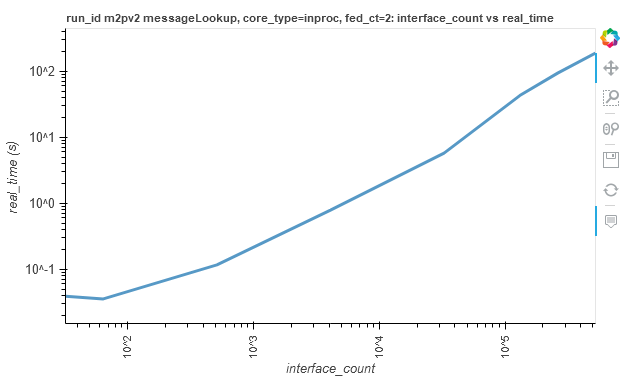 run_id m2pv2 messageLookup, core_type=inproc, fed_ct=2: interface_count vs real_time
real_time (s)
10^2
10^1
10^0
10^-1
10^2
10^3
10^4
10^5
interface_count